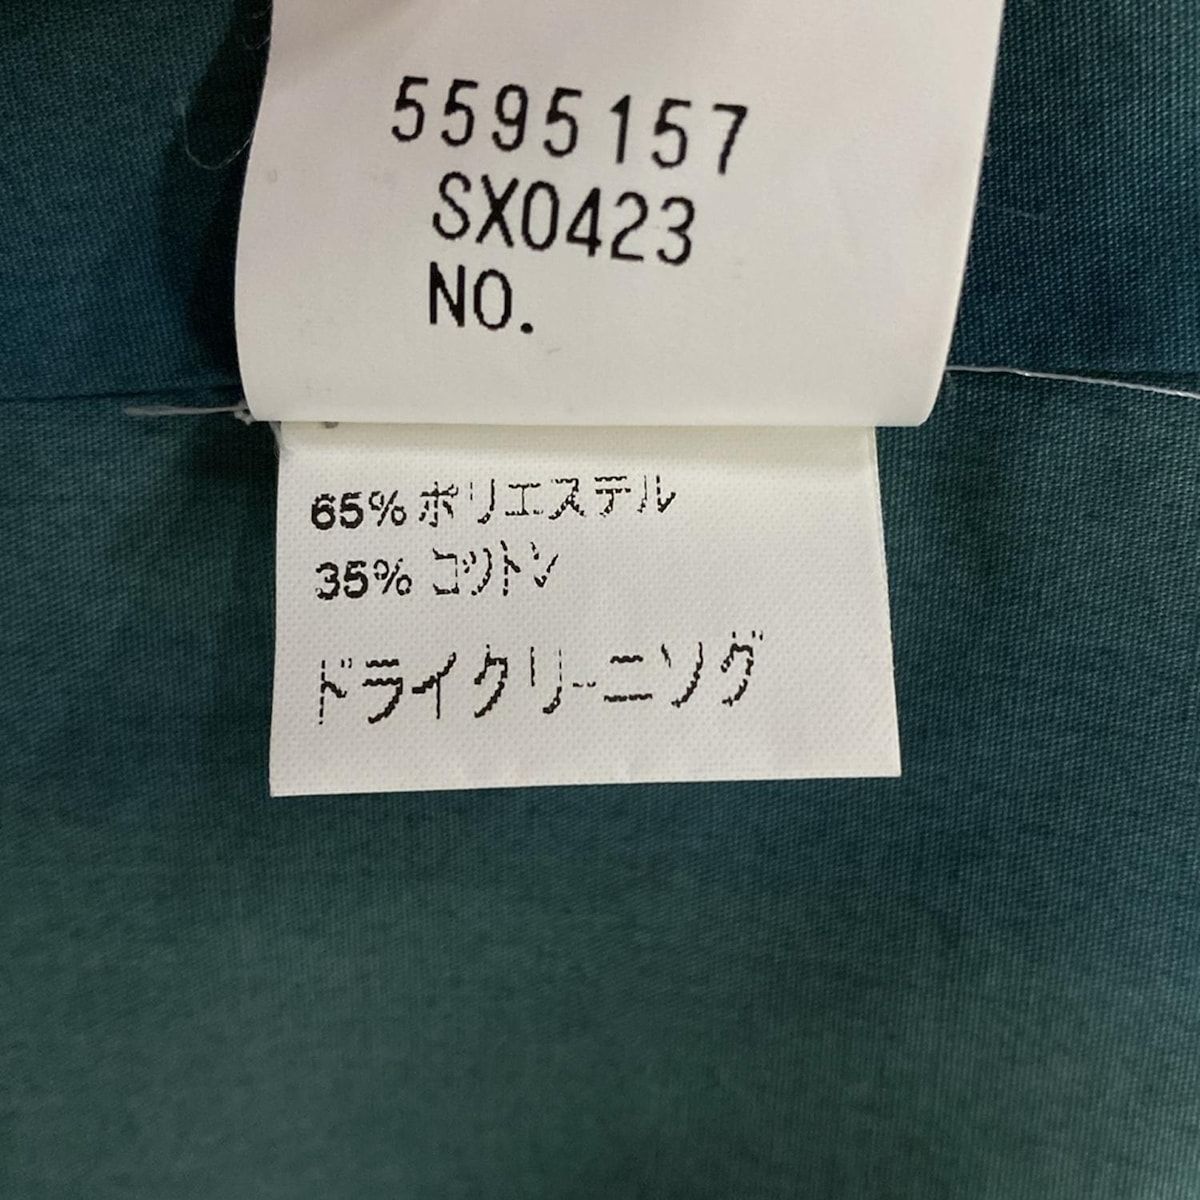 5595157
SX0423
NO.
65% ポリエステル
35% コットン
ドライクリーニング